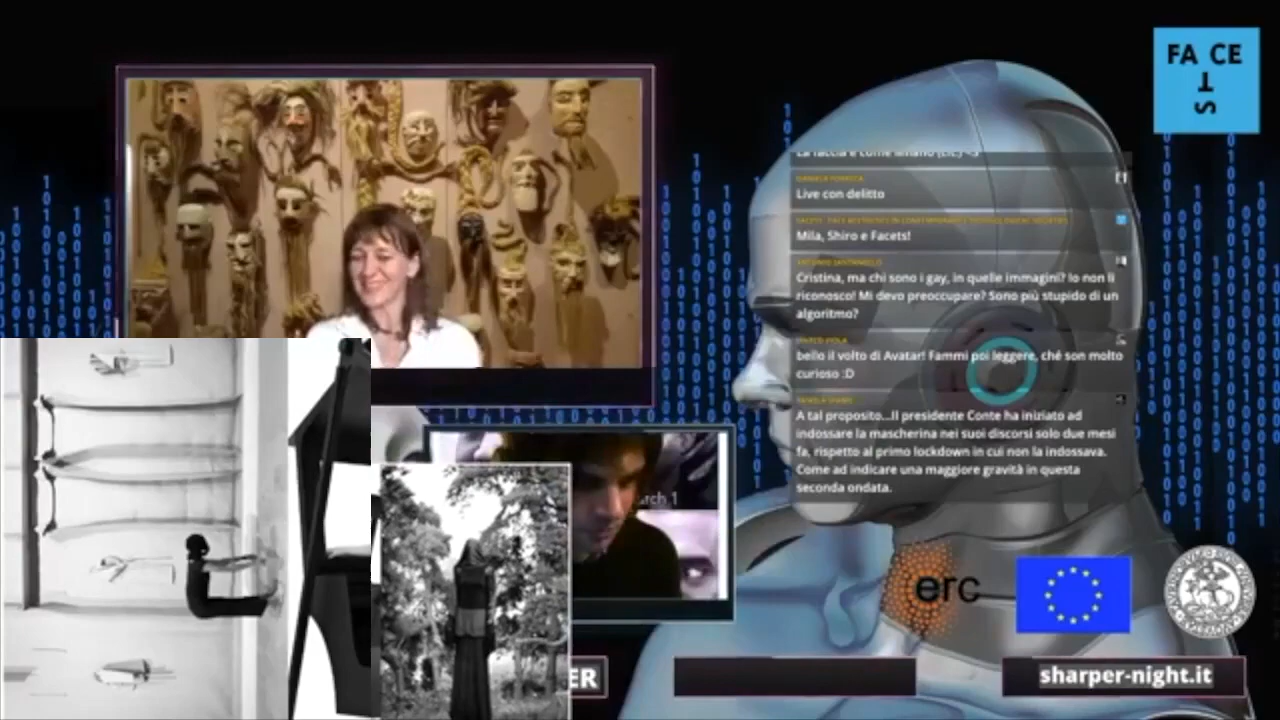 FA CE
T
S
Live con delitto
Mila, Shiro e Facets!
Cristina, ma chi sono i gay, in quelle immagini? Io non li
riconosco! Mi devo preoccupare? Sono più stupido di un
algoritmo?
bello il volto di Avatar! Fammi poi leggere, ché son molto
curioso :D
A tal proposito...Il presidente Conte ha iniziato ad
indossare la mascherina nei suoi discorsi solo due mesi
fa, rispetto al primo lockdown in cui non la indossava.
Come ad indicare una maggiore gravità in questa
seconda ondata.
erc
ER
sharper-night.it